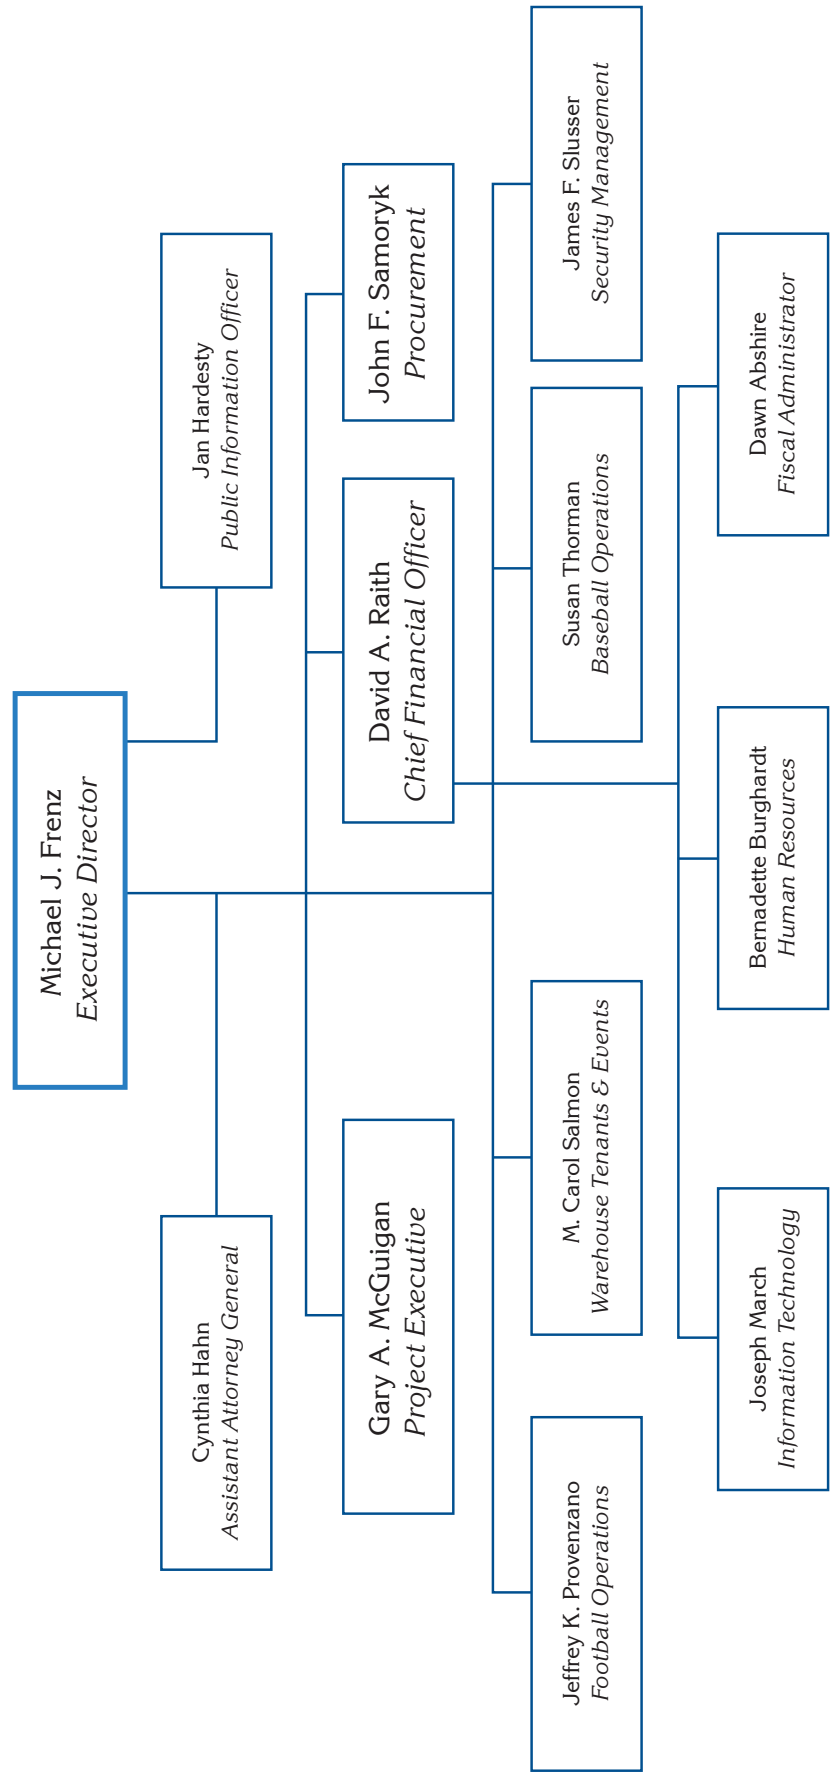 Michael J. Frenz
Executive Director
Cynthia Hahn
Assistant Attorney General
Jan Hardesty
Public Information Officer
Gary A. McGuigan
Project Executive
David A. Raith
Chief Financial Officer
John F. Samoryk
Procurement
Jeffrey K. Provenzano
Football Operations
M. Carol Salmon
Warehouse Tenants & Events
Susan Thorman
Baseball Operations
James F. Slusser
Security Management
Joseph March
Information Technology
Bernadette Burghardt
Human Resources
Dawn Abshire
Fiscal Administrator